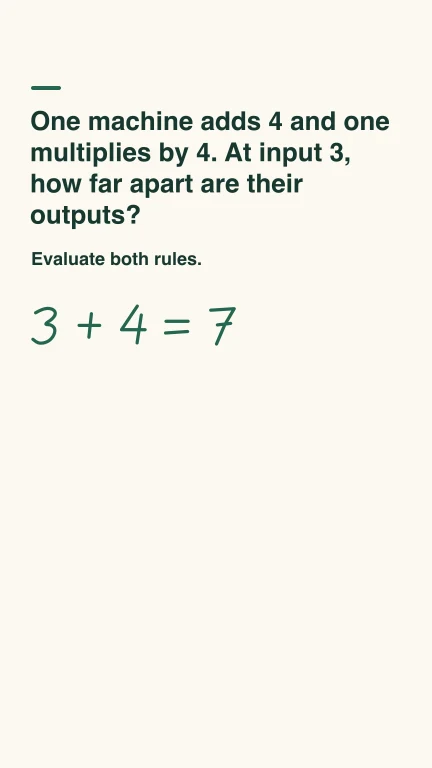 One machine adds 4 and one
multiplies by 4. At input 3,
how far apart are their
outputs?
Evaluate both rules.
3 + 4 = 7